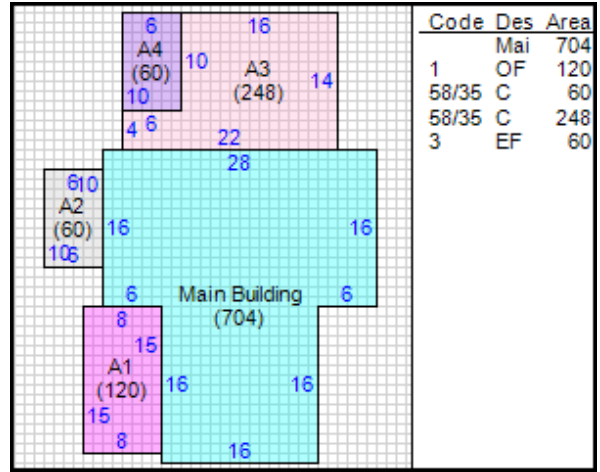 6
16
A4
(60)
10
10
A3
(248)
14
4
6
22
28
6
10
A2
(60)
10
6
16
16
6
Main Building
(704)
6
8
15
A1
(120)
15
8
16
16
16
Code Des Area
Mai 704
1 OF 120
58/35 C 60
58/35 C 248
3 EF 60